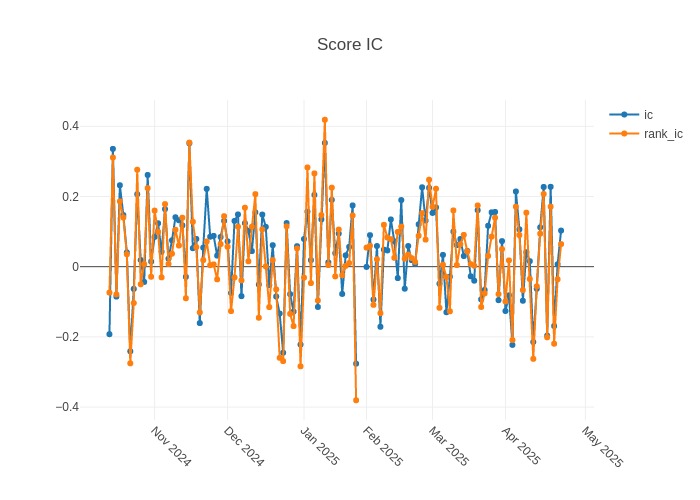 Score IC
ic
rank_ic
0.4
0.2
0
−0.2
−0.4
Nov 2024
Dec 2024
Jan 2025
Feb 2025
Mar 2025
Apr 2025
May 2025